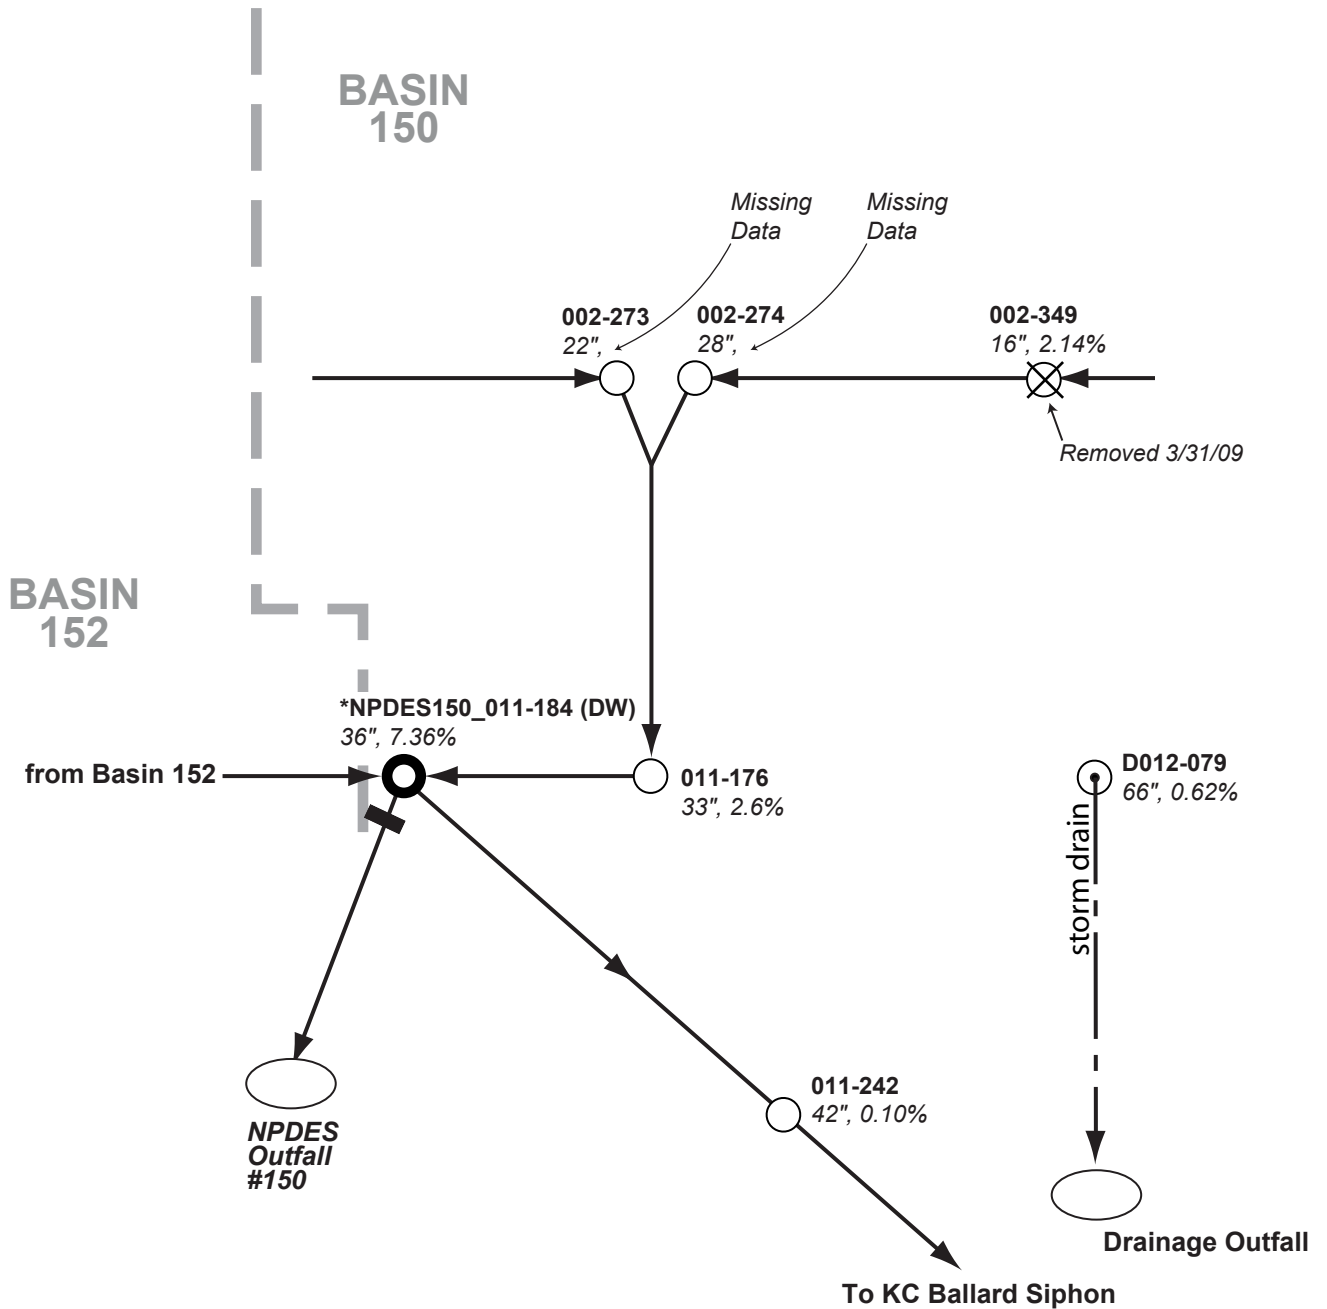 BASIN
150
Missing
Data
Missing
Data
002-273
22",
002-274
28",
002-349
16", 2.14%
Removed 3/31/09
BASIN
152
*NPDES150_011-184 (DW)
36", 7.36%
from Basin 152
011-176
33", 2.6%
D012-079
66", 0.62%
storm drain
011-242
42", 0.10%
NPDES
Outfall
#150
Drainage Outfall
To KC Ballard Siphon